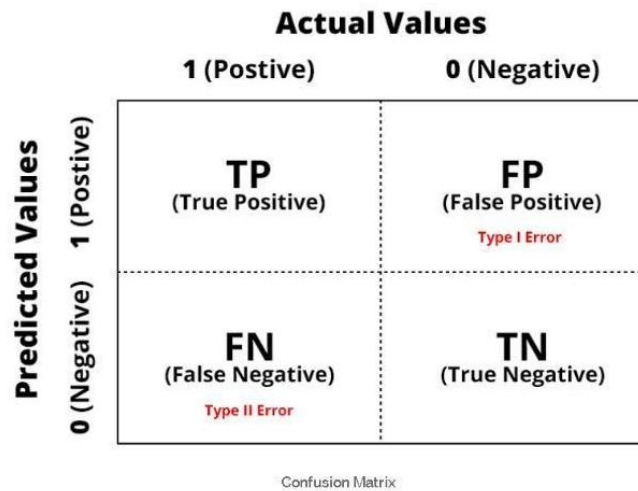 Actual Values
1 (Postive)
0 (Negative)
Predicted Values
1 (Postive)
0 (Negative)
TP
(True Positive)
FP
(False Positive)
Type I Error
FN
(False Negative)
Type II Error
TN
(True Negative)
Confusion Matrix